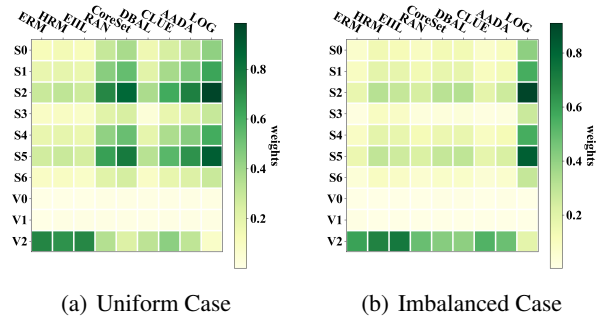 ERM HRM EIIL RAN CoreSet DBAL CLUE AADA LOG
S0
S1
S2
S3
S4
S5
S6
V0
V1
V2
0.8
0.6
0.4
0.2
weights
(a) Uniform Case
ERM HRM EIIL RAN CoreSet DBAL CLUE AADA LOG
S0
S1
S2
S3
S4
S5
S6
V0
V1
V2
0.8
0.6
0.4
0.2
weights
(b) Imbalanced Case